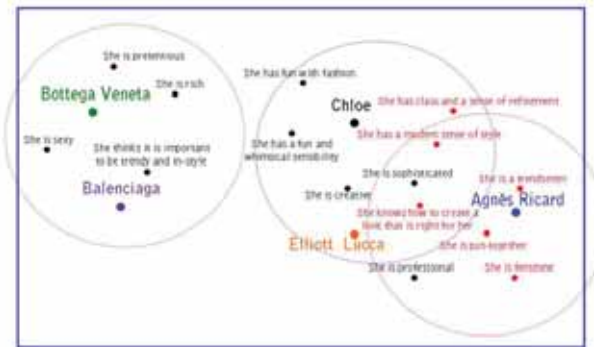 She is pretentious
She is rich
Bottega Veneta
She is sexy
She thinks it is important
to be trendy and in-style
Balenciaga
She has fun with fashion
Chloe
She has class and a sense of refinement
She has a modern sense of style
She has a fun and
whimsical sensibility
She is sophisticated
She is creative
She is a trendsetter
Agnès Ricard
She knows how to create a
look that is right for her
Elliott Lucca
She is put-together
She is professional
She is feminine